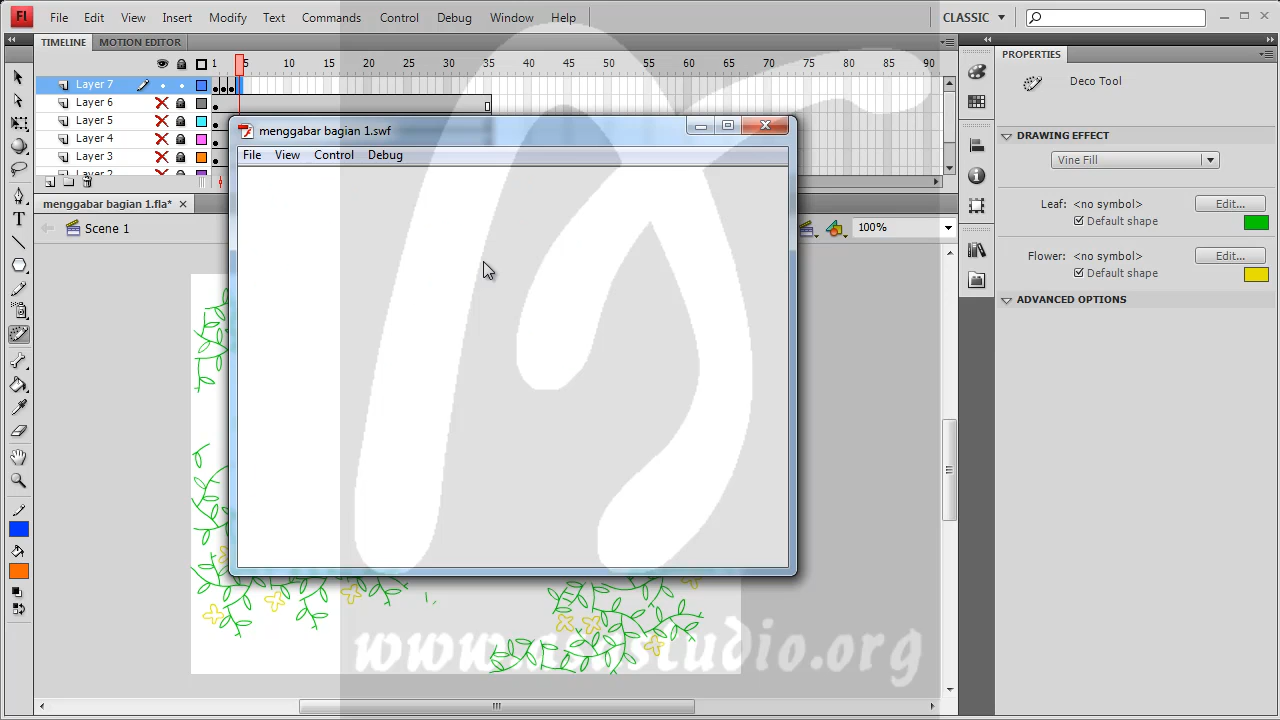 Fl File Edit View Insert Modify Text Commands Control Debug Window Help CLASSIC
TIMELINE MOTION EDITOR
1 5 10 15 20 25 30 35 40 45 50 55 60 65 70 75 80 85 90
Layer 7
Layer 6
Layer 5
Layer 4
Layer 3
menggabar bagian 1.fla*
Scene 1
100%
menggabar bagian 1.swf
File View Control Debug
PROPERTIES
Deco Tool
DRAWING EFFECT
Vine Fill
Leaf: <no symbol> Edit...
Default shape
Flower: <no symbol> Edit...
Default shape
ADVANCED OPTIONS